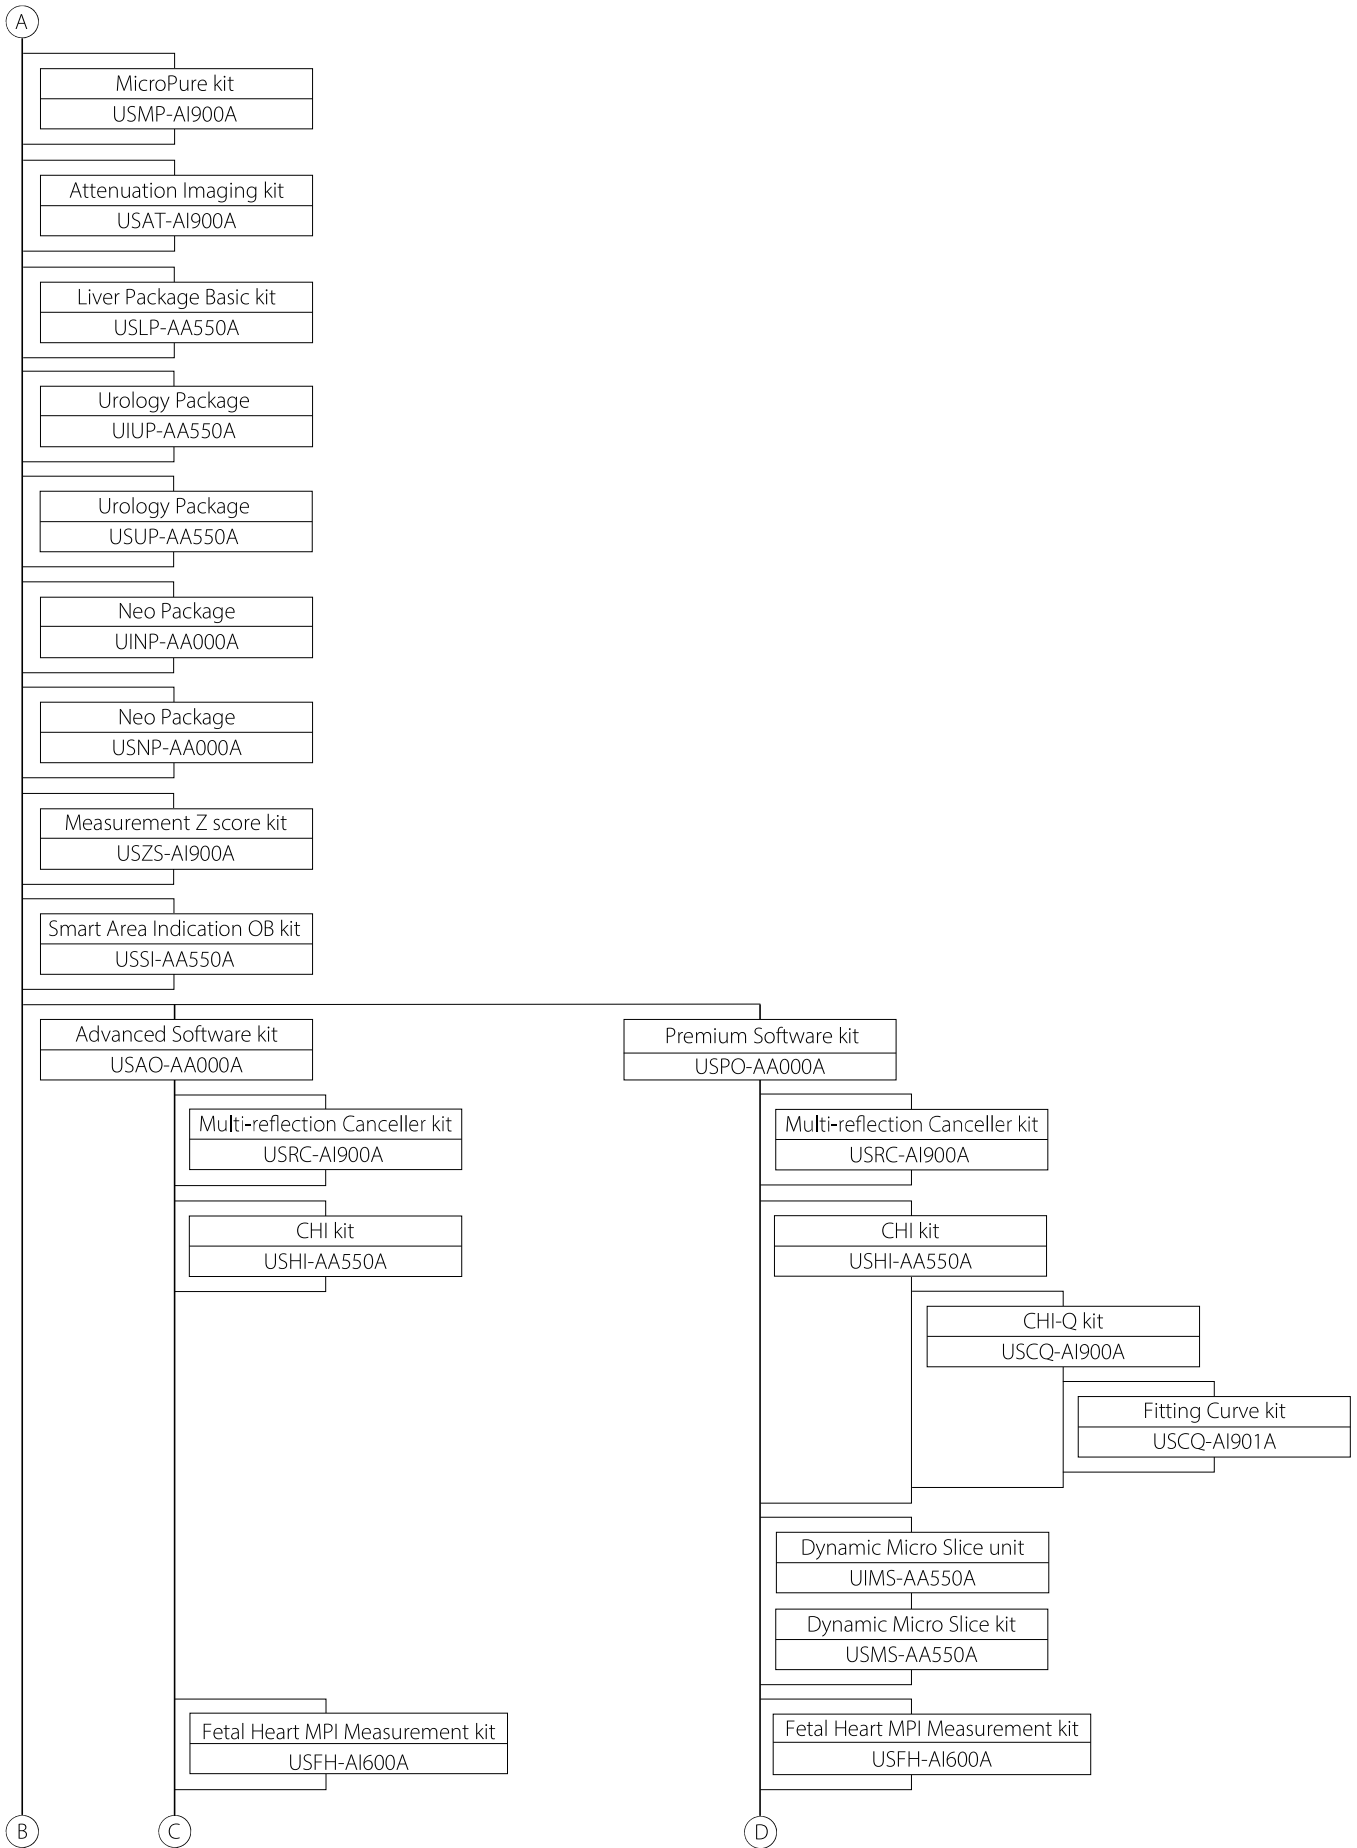 A
MicroPure kit
USMP-AI900A
Attenuation Imaging kit
USAT-AI900A
Liver Package Basic kit
USLP-AA550A
Urology Package
UIUP-AA550A
Urology Package
USUP-AA550A
Neo Package
UINP-AA000A
Neo Package
USNP-AA000A
Measurement Z score kit
USZS-AI900A
Smart Area Indication OB kit
USSI-AA550A
Advanced Software kit
USAO-AA000A
Multi-reflection Canceller kit
USRC-AI900A
CHI kit
USHI-AA550A
Fetal Heart MPI Measurement kit
USFH-AI600A
Premium Software kit
USPO-AA000A
Multi-reflection Canceller kit
USRC-AI900A
CHI kit
USHI-AA550A
CHI-Q kit
USCQ-AI900A
Fitting Curve kit
USCQ-AI901A
Dynamic Micro Slice unit
UIMS-AA550A
Dynamic Micro Slice kit
USMS-AA550A
Fetal Heart MPI Measurement kit
USFH-AI600A
B
C
D